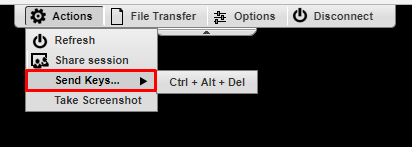 Actions File Transfer Options Disconnect
Refresh
Share session
Send Keys... Ctrl + Alt + Del
Take Screenshot